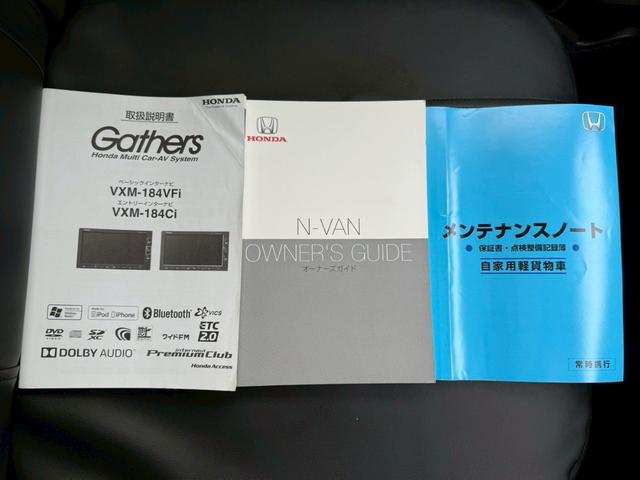 HONDA
取扱説明書
Gathers
Honda Multi Car-AV System
ベーシックインターナビ
VXM-184VFi
エントリーインターナビ
VXM-184Ci
Bluetooth
VICS
DVD
VIDEO
SD
XC
ワイドFM
ETC
2.0
DOLBY AUDIO
internavi
PremiumClub
Honda Access
HONDA
N-VAN
OWNER'S GUIDE
オーナーズガイド
メンテナンスノート
保証書・点検整備記録簿
自家用軽貨物車
常時携行